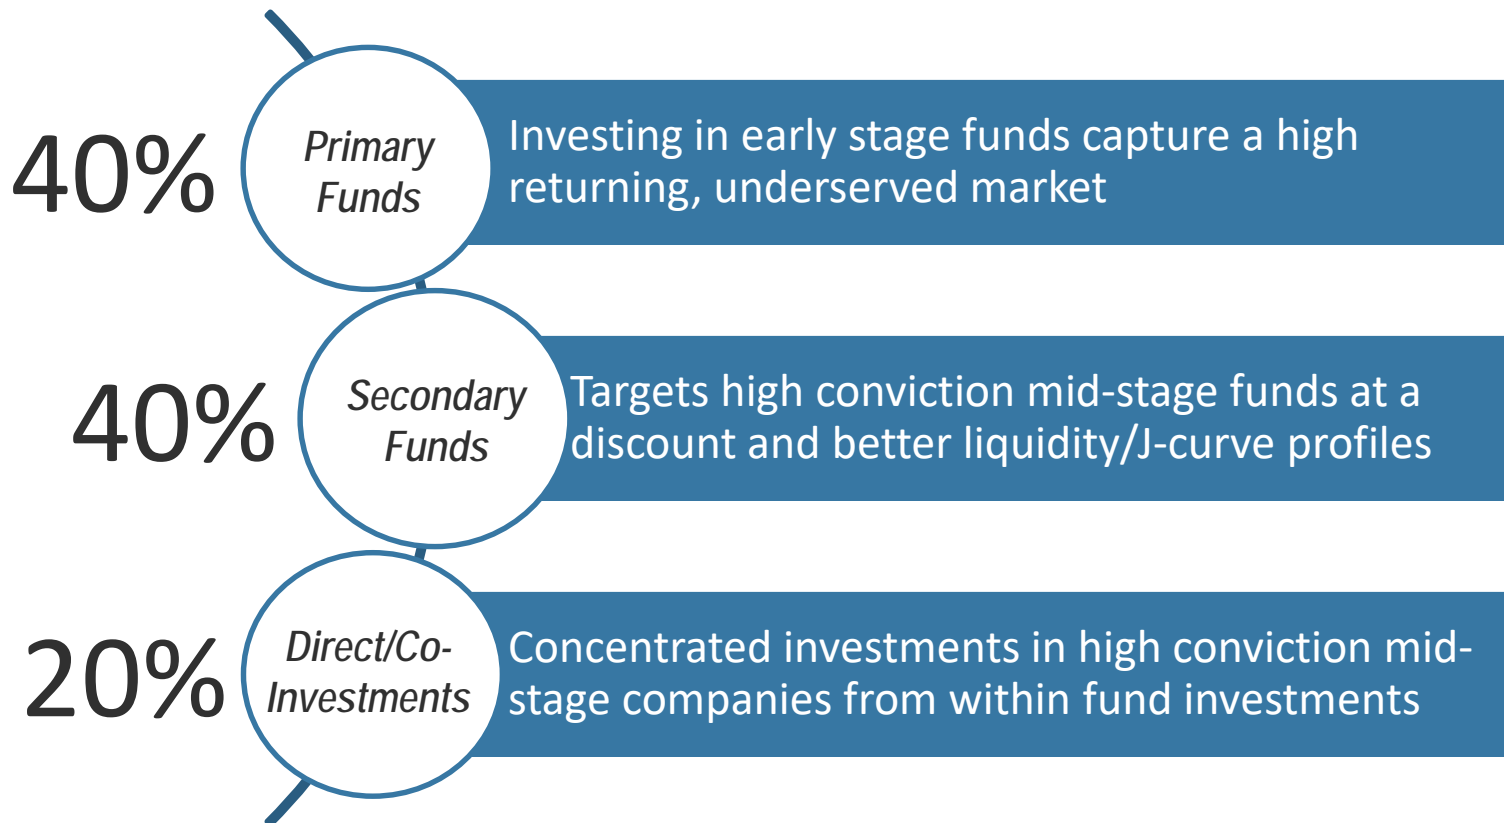 40%
Primary
Funds
Investing in early stage funds capture a high
returning, underserved market
40%
Secondary
Funds
Targets high conviction mid-stage funds at a
discount and better liquidity/J-curve profiles
20%
Direct/Co-
Investments
Concentrated investments in high conviction mid-
stage companies from within fund investments